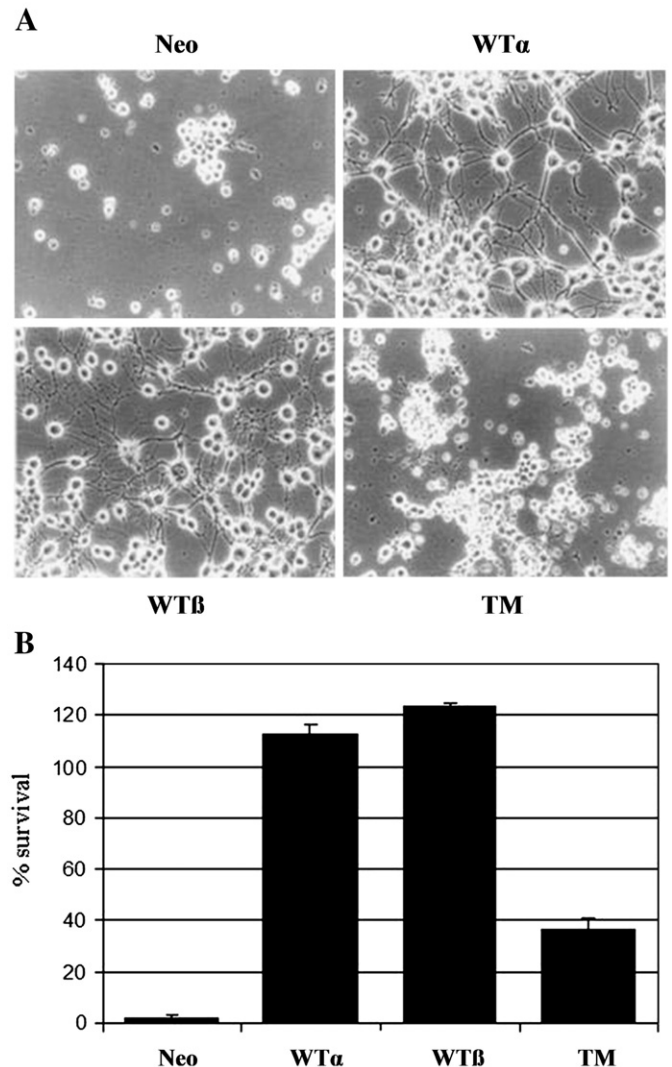 A
Neo WTα
WTß TM
B
140
120
100
80
60
40
20
0
% survival
Neo WTα WTß TM